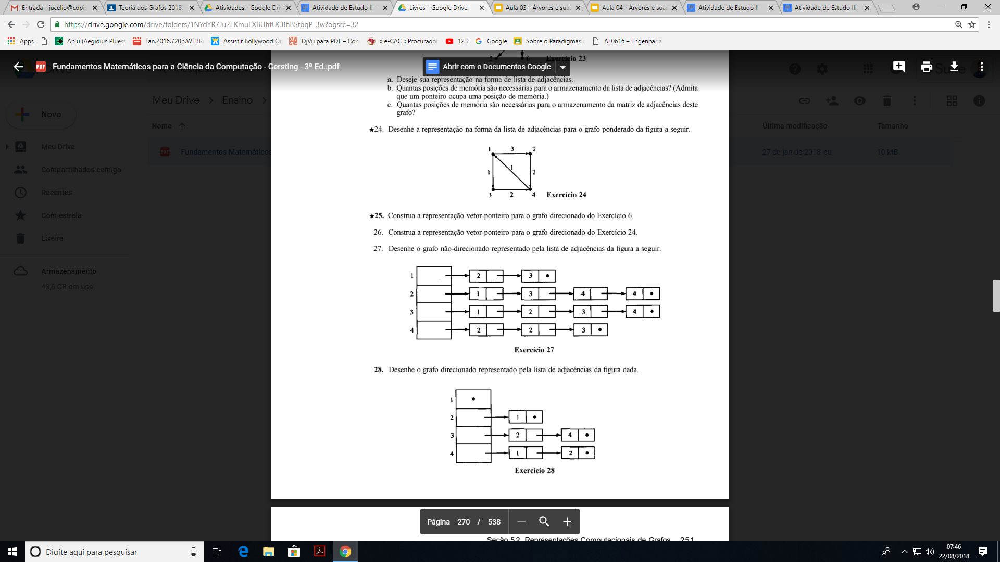 Entrada - jucelio@copin
Teoria dos Grafos 2018.
Atividades - Google Dri
Atividade de Estudo II -
Livros - Google Drive
Aula 03 - Árvores e suas
Aula 04 - Árvores e suas
Atividade de Estudo II -
Atividade de Estudo III -
https://drive.google.com/drive/folders/1NYdYR7Ju2EKmuLXBUhtUCBhBSfbqP_3w?ogsrc=32
Apps
Aplu (Aegidius Pluess
Fan.2016.720p.WEBRi
Assistir Bollywood On
DjVu para PDF – Con
:: e-CAC :: Procurador
123
Google
Sobre o Paradigmas
AL0616 – Engenharia
5 6 Exercício 23
PDF Fundamentos Matemáticos para a Ciência da Computação - Gersting - 3ª Ed..pdf
Abrir com o Documentos Google
a. Deseje sua representação na forma de lista de adjacências.
b. Quantas posições de memória são necessárias para o armazenamento da lista de adjacências? (Admita
que um ponteiro ocupa uma posição de memória.)
c. Quantas posições de memória são necessárias para o armazenamento da matriz de adjacências deste
grafo?
Meu Drive > Ensino >
Novo
Nome
Última modificação
Tamanho
Meu Drive
PDF Fundamentos Matemáticos
27 de jan de 2018 eu
10 MB
Compartilhados comigo
Recentes
Com estrela
Lixeira
Armazenamento
43,6 GB em uso
★24. Desenhe a representação na forma da lista de adjacências para o grafo ponderado da figura a seguir.
1 3 2
1 1 2
3 2 4 Exercício 24
★25. Construa a representação vetor-ponteiro para o grafo direcionado do Exercício 6.
26. Construa a representação vetor-ponteiro para o grafo direcionado do Exercício 24.
27. Desenhe o grafo não-direcionado representado pela lista de adjacências da figura a seguir.
1 2 3
2 1 3 4 4
3 1 2 3 4
4 2 2 3
Exercício 27
28. Desenhe o grafo direcionado representado pela lista de adjacências da figura dada.
1
2 1
3 2 4
4 1 2
Exercício 28
Página 270 / 538
Seção 5.2 Representações Computacionais de Grafos 251
Digite aqui para pesquisar
07:46
22/08/2018